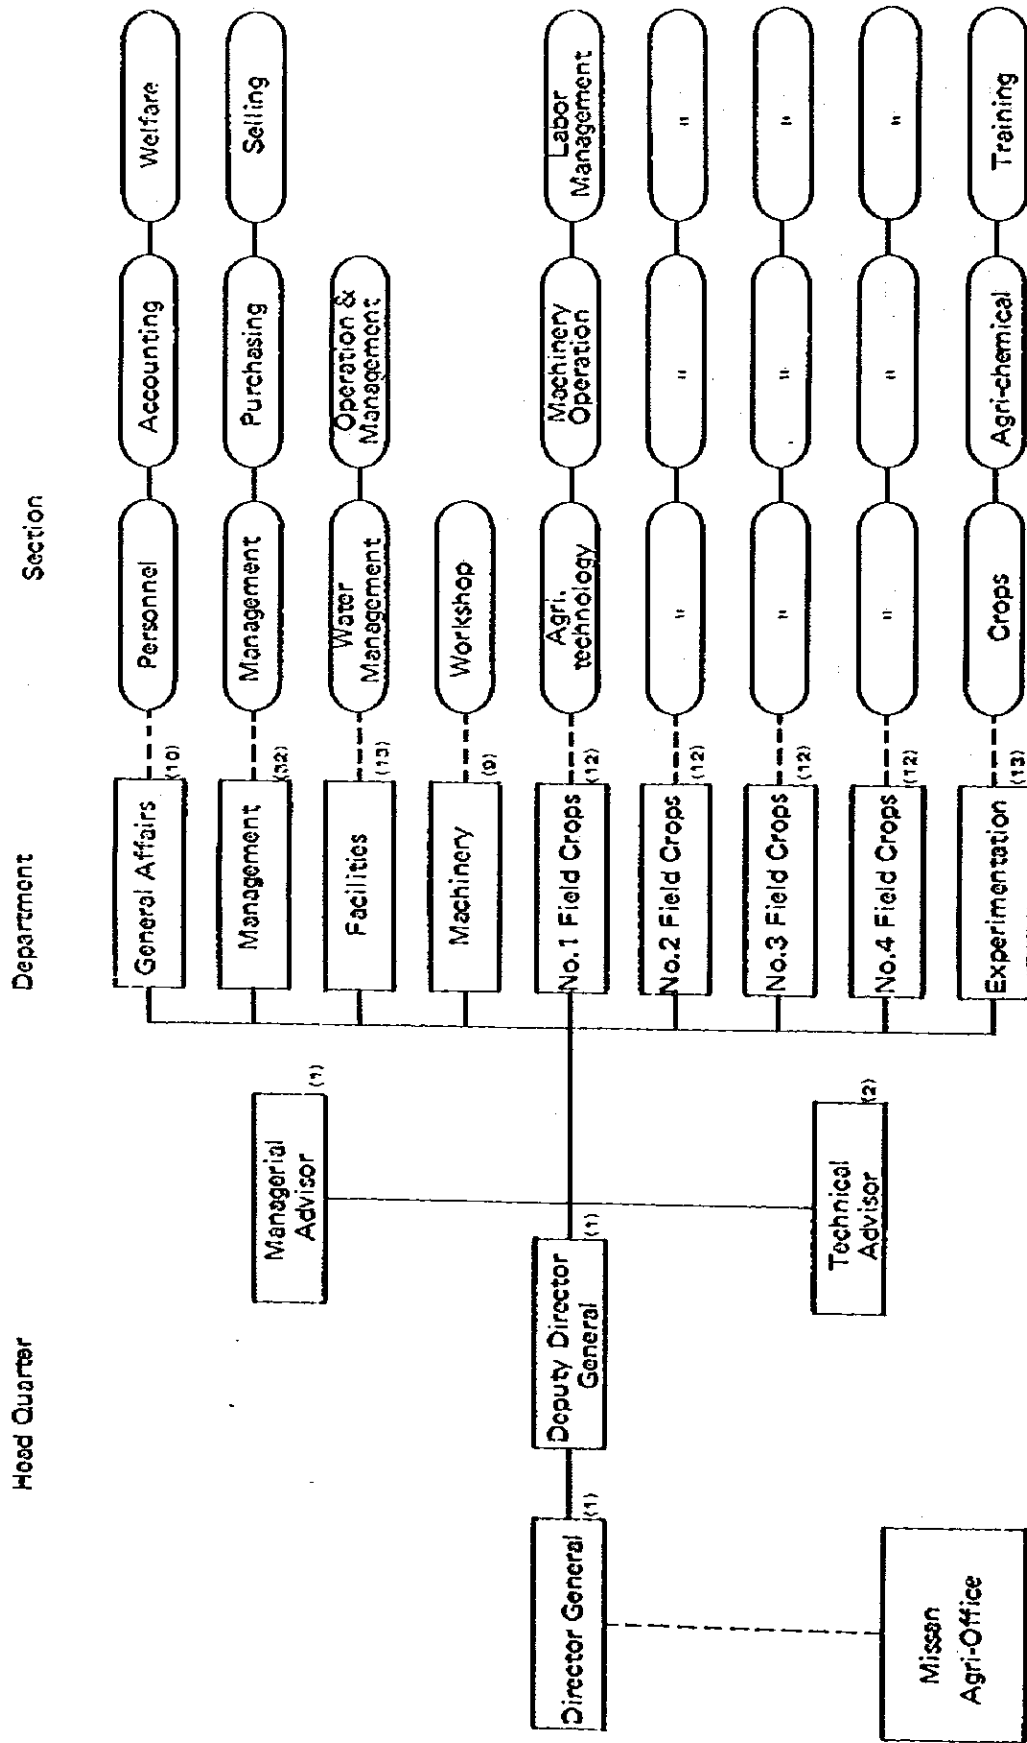 Head Quarter
Department
Section
Director General
(1)
Missan
Agri-Office
Deputy Director
General
(1)
Managerial
Advisor
(1)
Technical
Advisor
(2)
General Affairs
(10)
Personnel
Accounting
Welfare
Management
(32)
Management
Purchasing
Selling
Facilities
(13)
Water
Management
Operation &
Management
Machinery
(9)
Workshop
No.1 Field Crops
(12)
Agri.
technology
Machinery
Operation
Labor
Management
No.2 Field Crops
(12)
"
"
"
No.3 Field Crops
(12)
"
"
"
No.4 Field Crops
(12)
"
"
"
Experimentation
(13)
Crops
Agri-chemical
Training